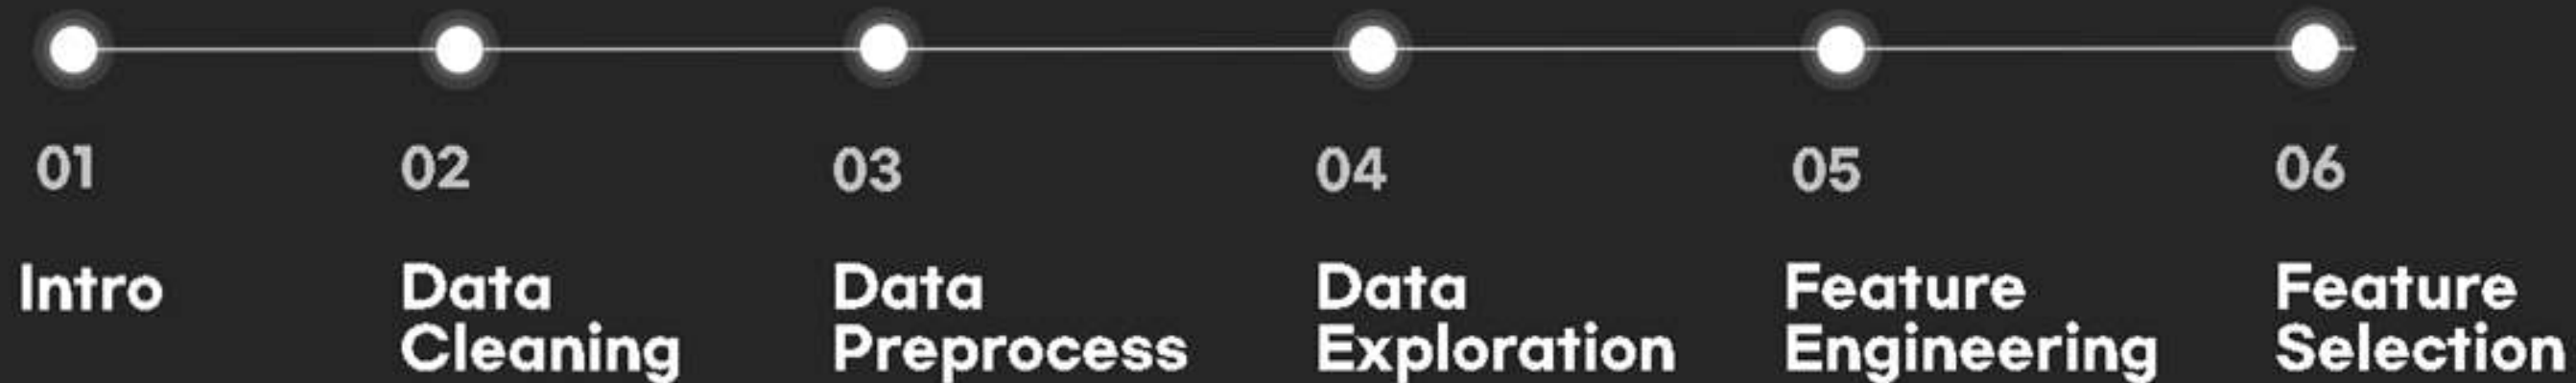 01
02
03
04
05
06
Intro
Data
Cleaning
Data
Preprocess
Data
Exploration
Feature
Engineering
Feature
Selection